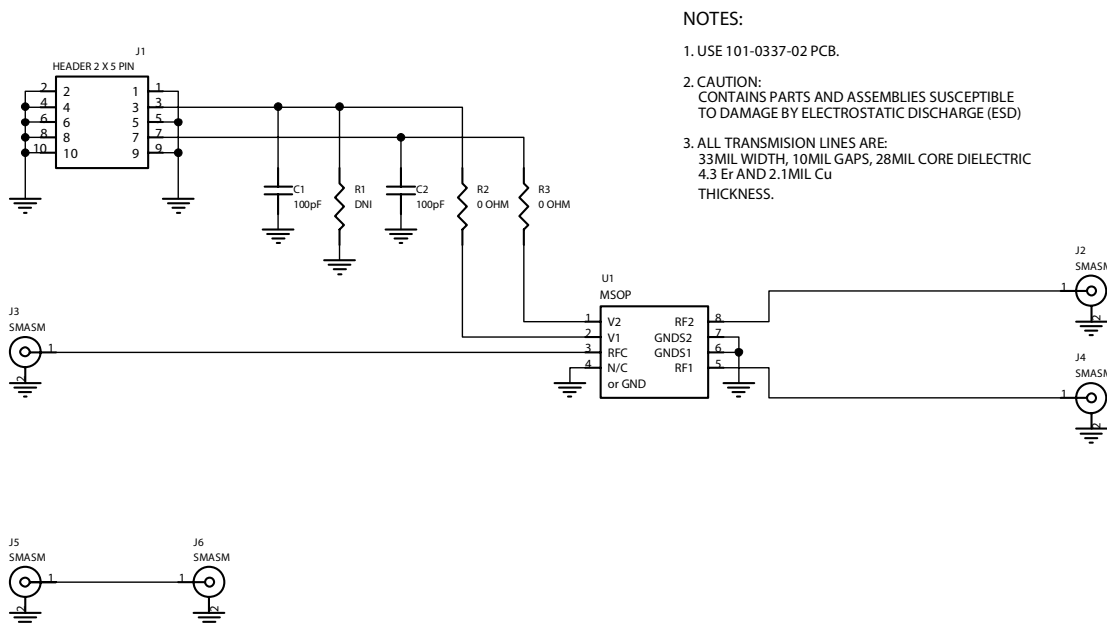 NOTES:
1. USE 101-0337-02 PCB.
2. CAUTION:
CONTAINS PARTS AND ASSEMBLIES SUSCEPTIBLE
TO DAMAGE BY ELECTROSTATIC DISCHARGE (ESD)
3. ALL TRANSMISION LINES ARE:
33MIL WIDTH, 10MIL GAPS, 28MIL CORE DIELECTRIC
4.3 Er AND 2.1MIL Cu
THICKNESS.
J1
HEADER 2 X 5 PIN
2 2 1 1
4 4 3 3
6 6 5 5
8 8 7 7
10 10 9 9
C1
100pF
R1
DNI
C2
100pF
R2
0 OHM
R3
0 OHM
U1
MSOP
1 V2 RF2 8
2 V1 GNDS2 7
3 RFC GNDS1 6
4 N/C RF1 5
or GND
J2
SMASM
1
2
J3
SMASM
1
2
J4
SMASM
1
2
J5
SMASM
1
2
J6
SMASM
1
2